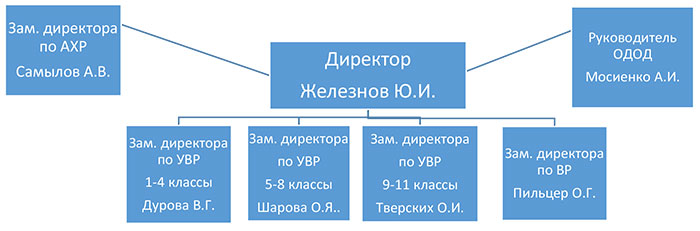 Зам. директора
по АХР
Самылов А.В.
Директор
Железнов Ю.И.
Руководитель
ОДОД
Мосиенко А.И.
Зам. директора
по УВР
1-4 классы
Дурова В.Г.
Зам. директора
по УВР
5-8 классы
Шарова О.Я..
Зам. директора
по УВР
9-11 классы
Тверских О.И.
Зам. директора
по ВР
Пильцер О.Г.